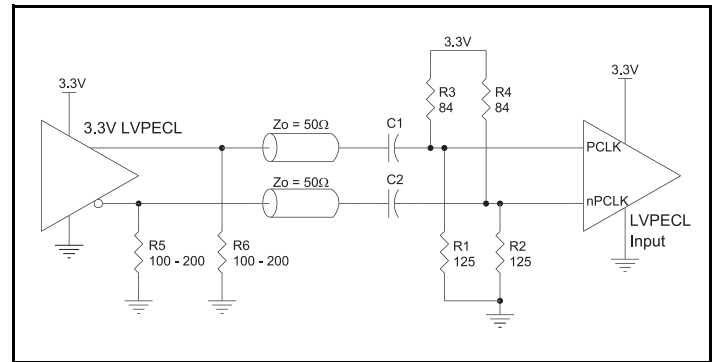 3.3V
3.3V LVPECL
Zo = 50Ω
Zo = 50Ω
C1
C2
R5
100 - 200
R6
100 - 200
3.3V
R3
84
R4
84
R1
125
R2
125
3.3V
PCLK
nPCLK
LVPECL
Input